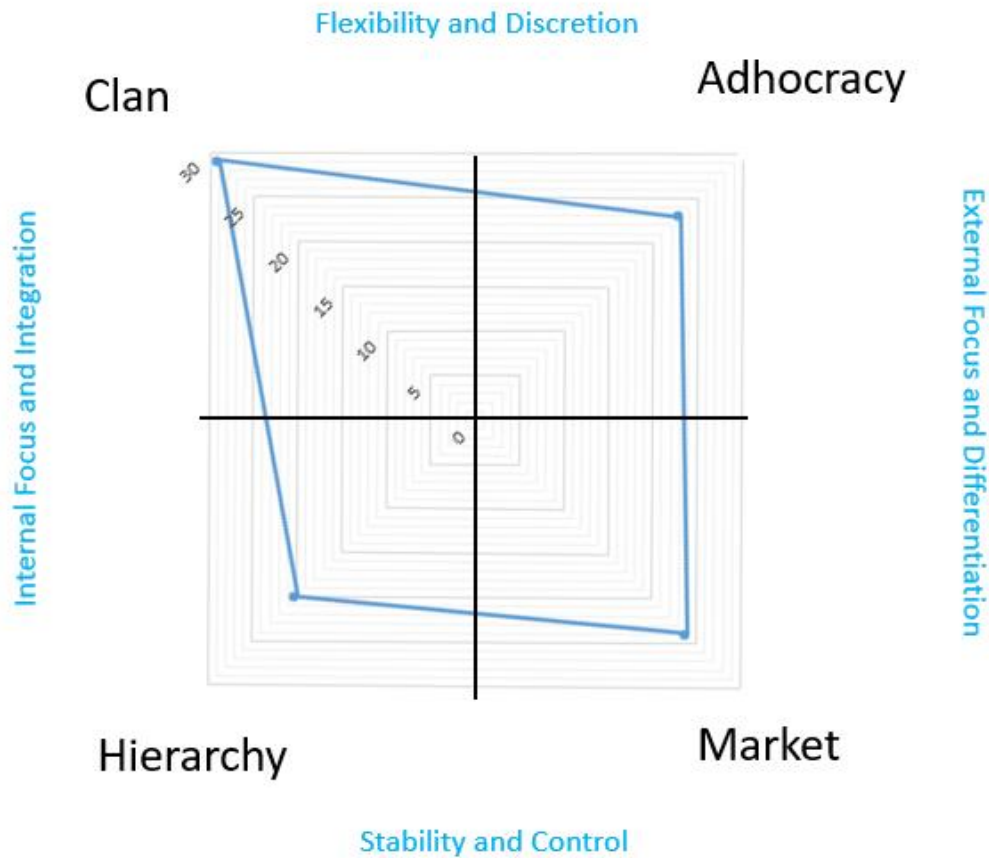 Flexibility and Discretion
Clan
Adhocracy
30
25
20
15
10
5
0
Internal Focus and Integration
External Focus and Differentiation
Hierarchy
Market
Stability and Control